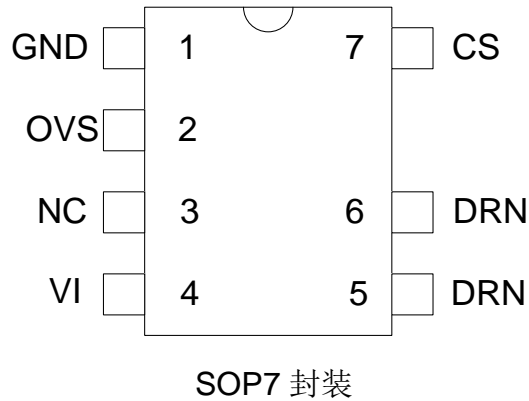 GND 1 7 CS
OVS 2
NC 3 6 DRN
VI 4 5 DRN
SOP7 封装